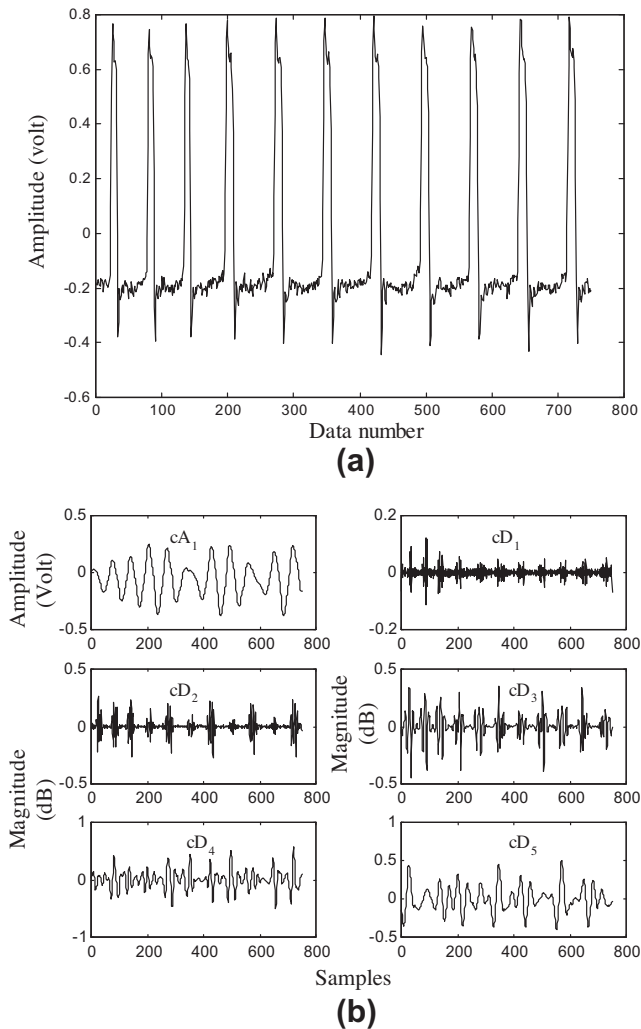 0.8
0.6
0.4
0.2
0
-0.2
-0.4
-0.6
Amplitude (volt)
0 100 200 300 400 500 600 700 800
Data number
(a)
Amplitude
(Volt)
0.5
0
-0.5
cA1
0 200 400 600 800
0.2
0
-0.2
cD1
0 200 400 600 800
Magnitude
(dB)
0.5
0
-0.5
cD2
0 200 400 600 800
Magnitude
(dB)
0.5
0
-0.5
cD3
0 200 400 600 800
1
0
-1
cD4
0 200 400 600 800
1
0.5
0
-0.5
cD5
0 200 400 600 800
Samples
(b)